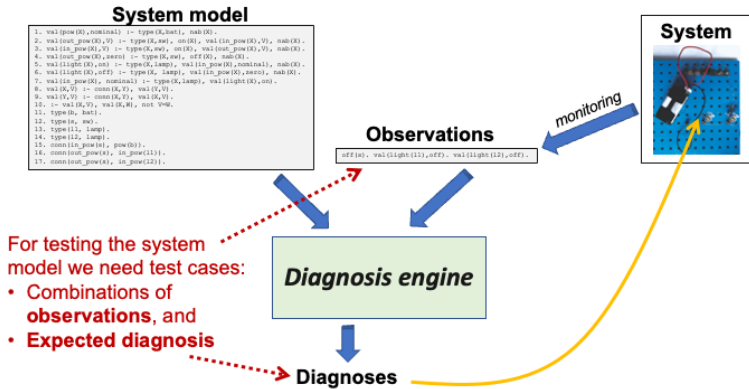 System model
1. val(pow(X),nominal) :- type(X,bat), nab(X).
2. val(out_pow(X),V) :- type(X,sw), on(X), val(in_pow(X),V), nab(X).
3. val(in_pow(X),V) :- type(X,sw), on(X), val(out_pow(X),V), nab(X).
4. val(out_pow(X),zero) :- type(X,sw), off(X), nab(X).
5. val(light(X),on) :- type(X,lamp), val(in_pow(X),nominal), nab(X).
6. val(light(X),off) :- type(X, lamp), val(in_pow(X),zero), nab(X).
7. val(in_pow(X), nominal) :- type(X,lamp), val(light(X),on).
8. val(X,V) :- conn(X,Y), val(Y,V).
9. val(Y,V) :- conn(X,Y), val(X,V).
10. :- val(X,V), val(X,W), not V=W.
11. type(b, bat).
12. type(s, sw).
13. type(l1, lamp).
14. type(l2, lamp).
15. conn(in_pow(s), pow(b)).
16. conn(out_pow(s), in_pow(l1)).
17. conn(out_pow(s), in_pow(l2)).
System
monitoring
Observations
off(s). val(light(l1),off). val(light(l2),off).
For testing the system
model we need test cases:
• Combinations of
observations, and
• Expected diagnosis
Diagnosis engine
Diagnoses